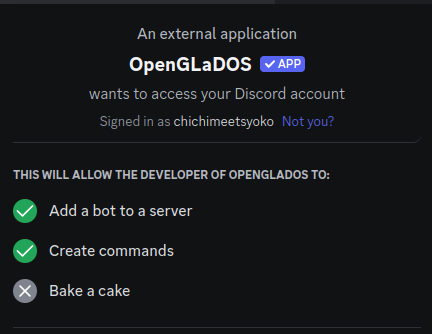 An external application
OpenGLaDOS ✓ APP
wants to access your Discord account
Signed in as chichimeetsyoko Not you?
THIS WILL ALLOW THE DEVELOPER OF OPENGLADOS TO:
Add a bot to a server
Create commands
Bake a cake